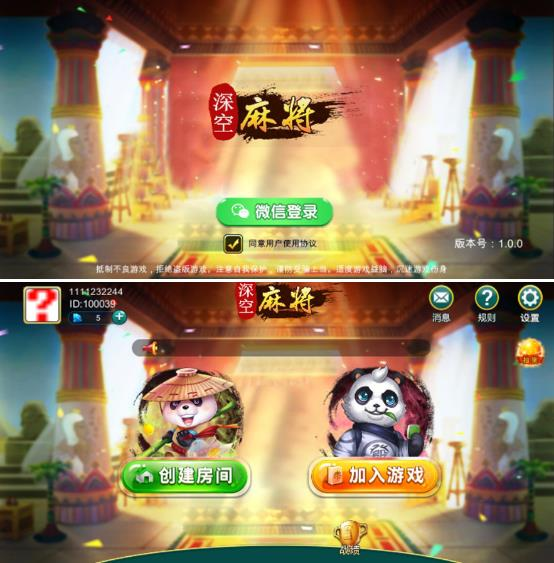 深空
麻将
微信登录
同意用户使用协议
版本号：1.0.0
抵制不良游戏，拒绝盗版游戏。注意自我保护，谨防受骗上当。适度游戏益脑，沉迷游戏伤身
1111232244
ID:100039
5
深空
麻将
消息
规则
设置
创建房间
加入游戏
战绩